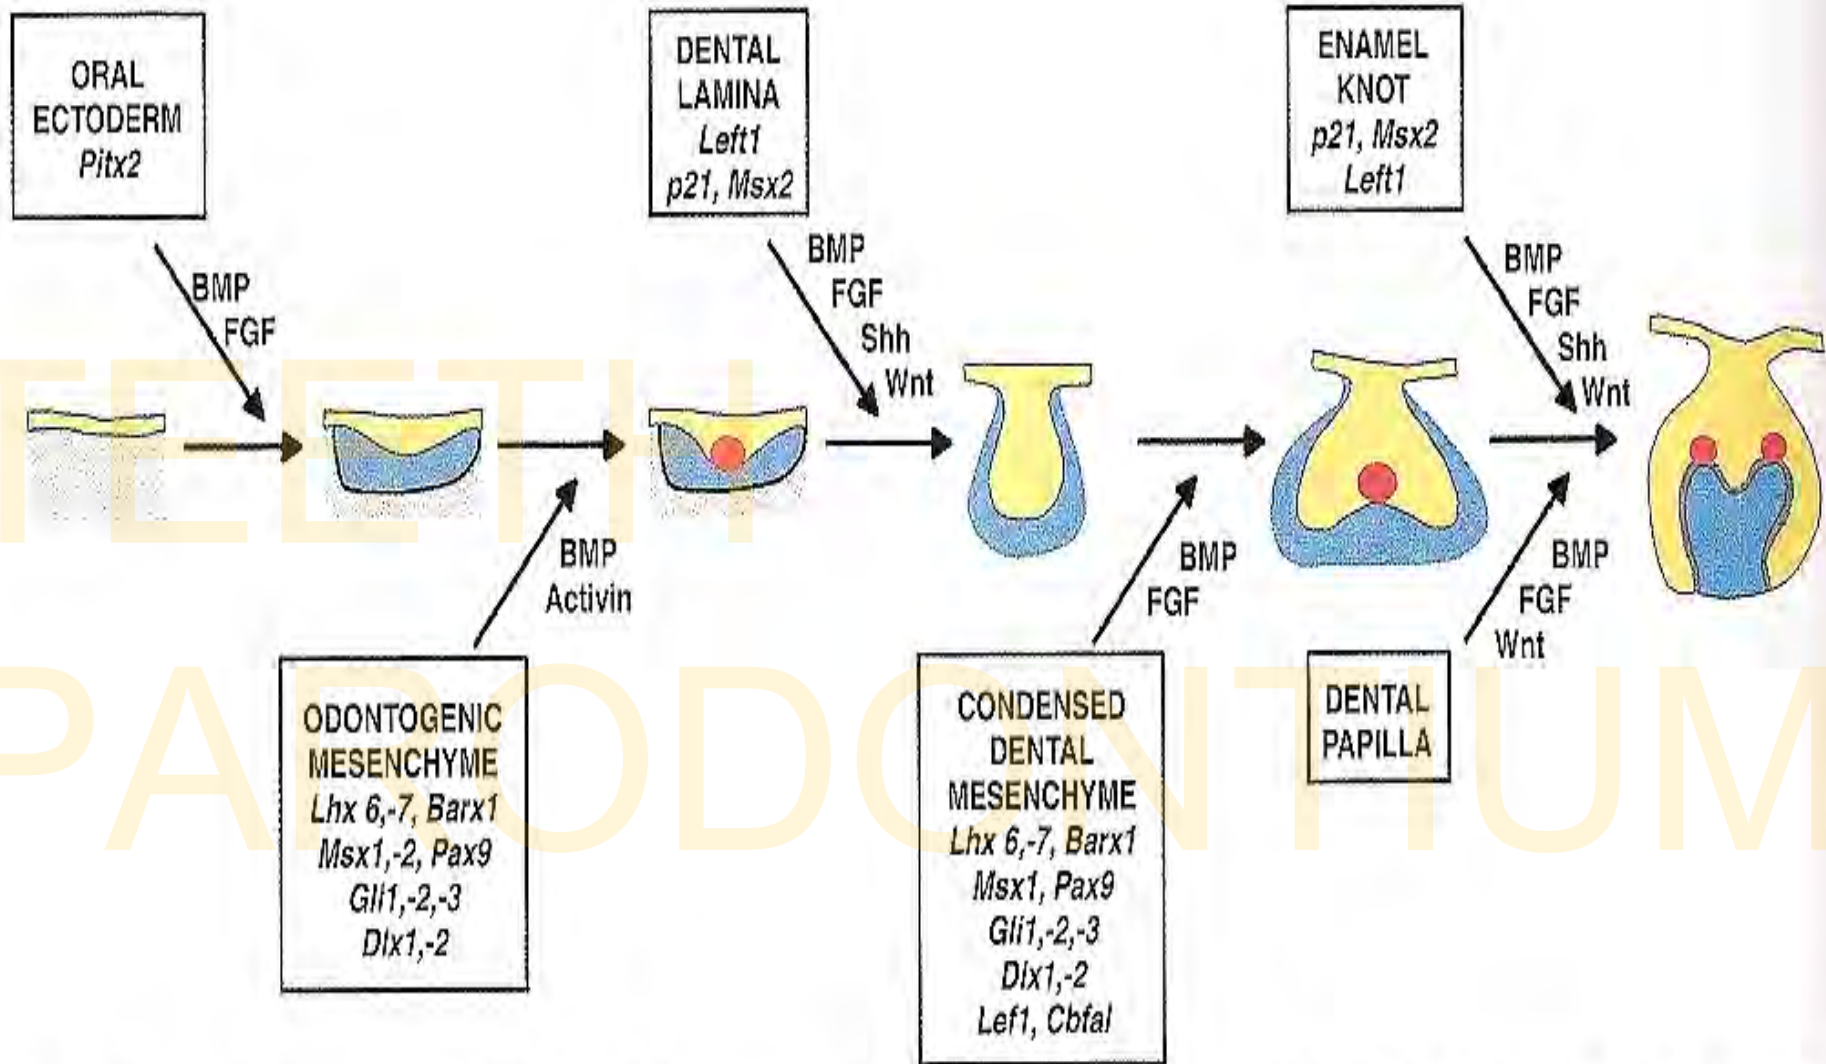 ORAL
ECTODERM
Pitx2
BMP
FGF
DENTAL
LAMINA
Left1
p21, Msx2
BMP
FGF
Shh
Wnt
ENAMEL
KNOT
p21, Msx2
Left1
BMP
FGF
Shh
Wnt
TEETH
PARODONTIUM
BMP
Activin
ODONTOGENIC
MESENCHYME
Lhx 6,-7, Barx1
Msx1,-2, Pax9
Gli1,-2,-3
Dlx1,-2
BMP
FGF
CONDENSED
DENTAL
MESENCHYME
Lhx 6,-7, Barx1
Msx1, Pax9
Gli1,-2,-3
Dlx1,-2
Lef1, Cbfal
BMP
FGF
Wnt
DENTAL
PAPILLA